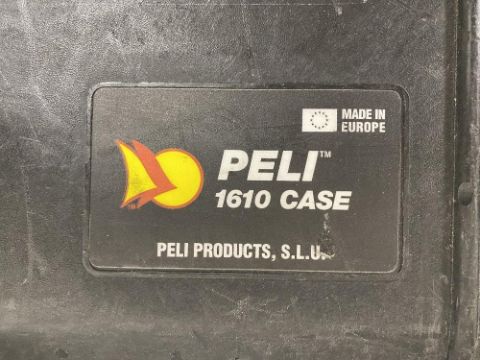 MADE IN
EUROPE
PELI™
1610 CASE
PELI PRODUCTS, S.L.U.